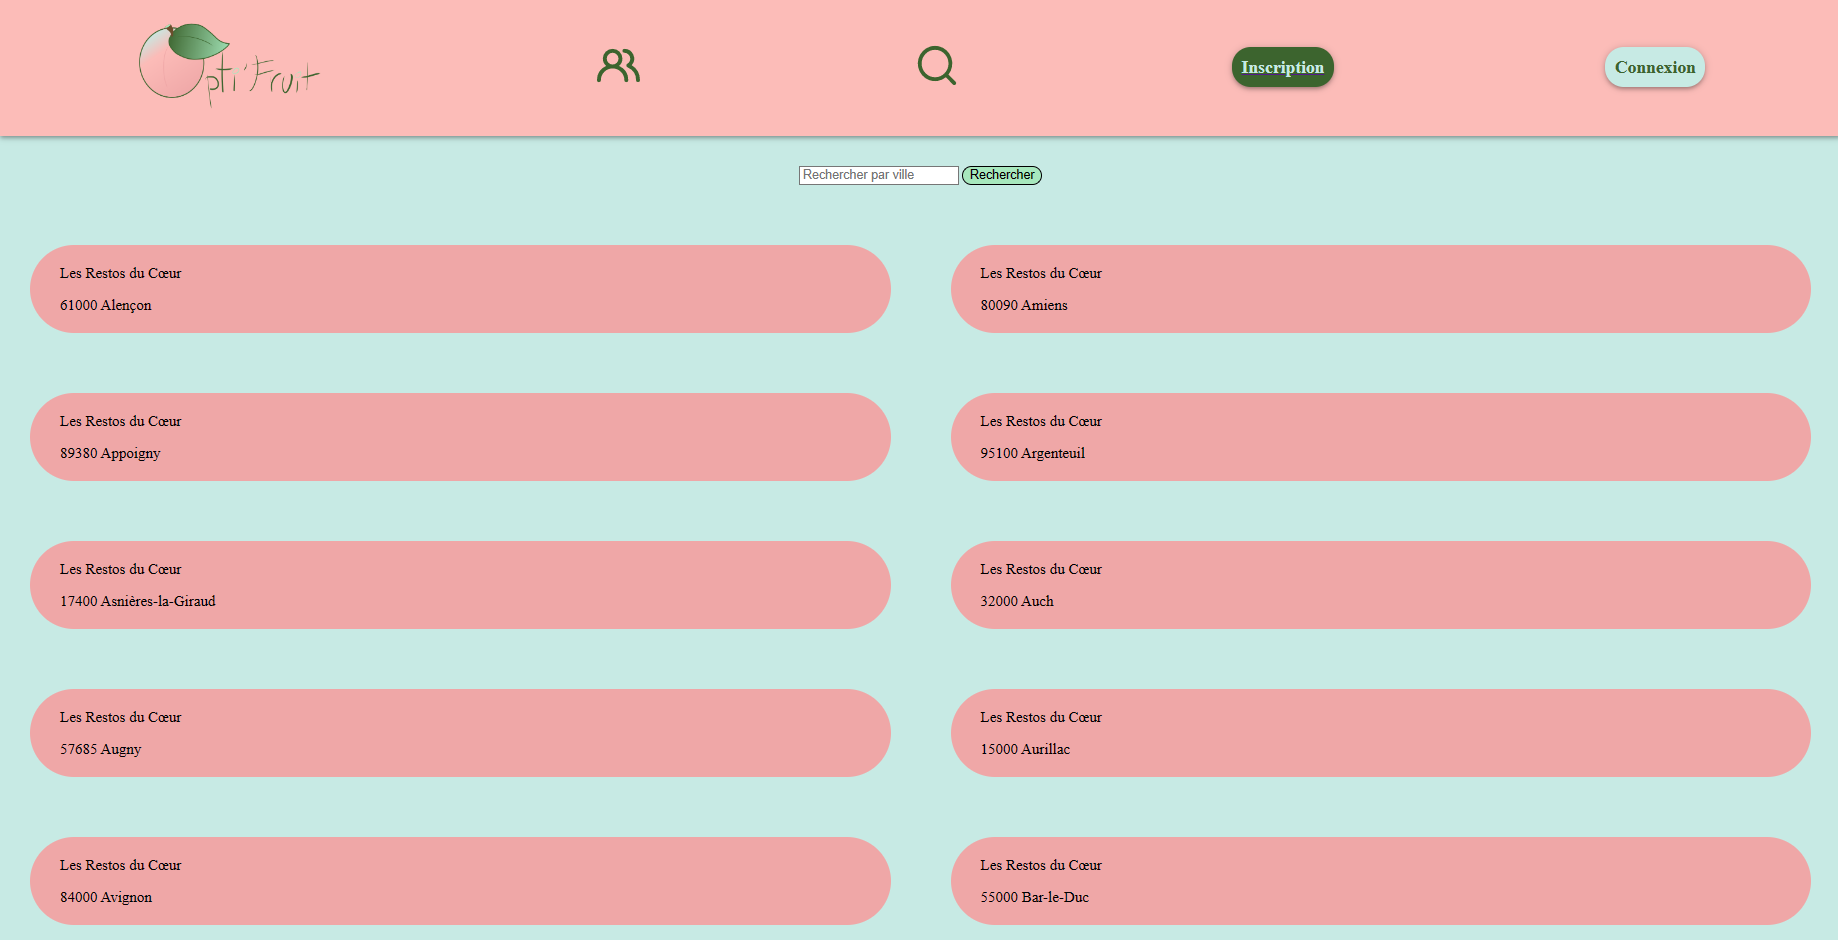 Opti'Fruit
Inscription
Connexion
Rechercher par ville
Rechercher
Les Restos du Cœur
61000 Alençon
Les Restos du Cœur
80090 Amiens
Les Restos du Cœur
89380 Appoigny
Les Restos du Cœur
95100 Argenteuil
Les Restos du Cœur
17400 Asnières-la-Giraud
Les Restos du Cœur
32000 Auch
Les Restos du Cœur
57685 Augny
Les Restos du Cœur
15000 Aurillac
Les Restos du Cœur
84000 Avignon
Les Restos du Cœur
55000 Bar-le-Duc